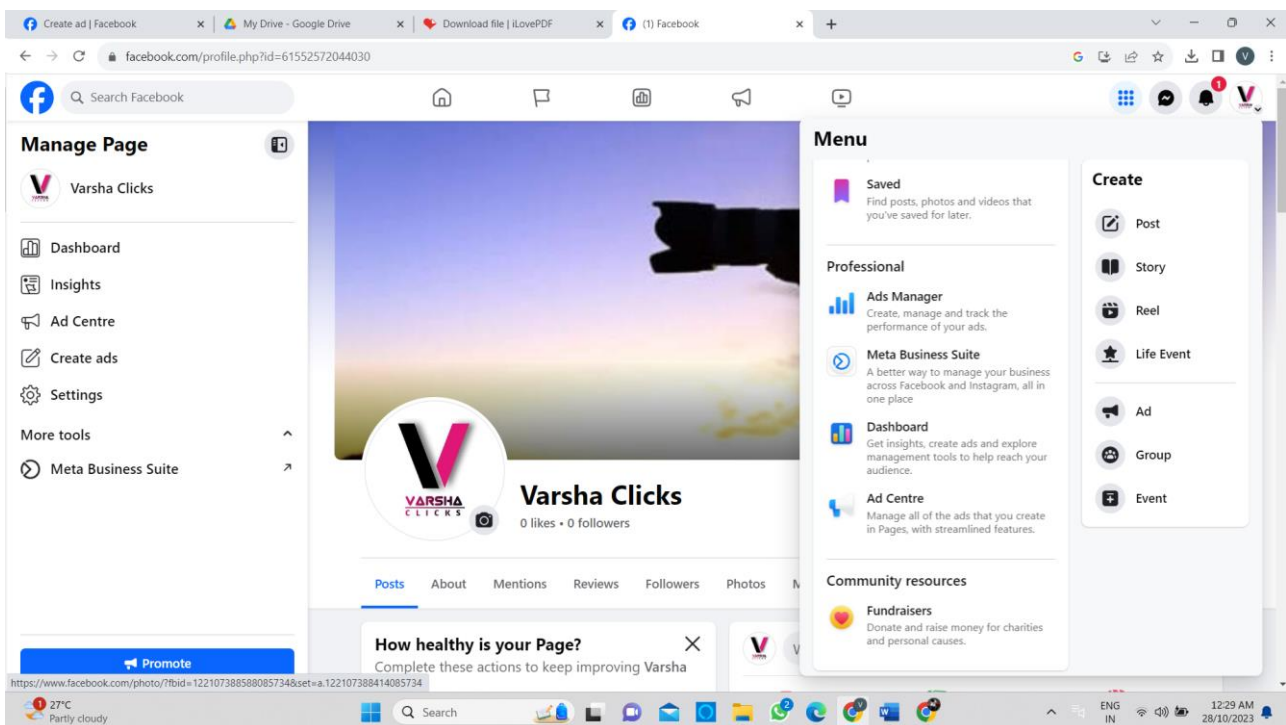 Create ad | Facebook
My Drive - Google Drive
Download file | iLovePDF
(1) Facebook
facebook.com/profile.php?id=61552572044030
G
V
Search Facebook
1
Manage Page
Varsha Clicks
Dashboard
Insights
Ad Centre
Create ads
Settings
More tools
Meta Business Suite
Promote
VARSHA
CLICKS
Varsha Clicks
0 likes • 0 followers
Posts About Mentions Reviews Followers Photos
How healthy is your Page?
Complete these actions to keep improving Varsha
Menu
Saved
Find posts, photos and videos that
you've saved for later.
Professional
Ads Manager
Create, manage and track the
performance of your ads.
Meta Business Suite
A better way to manage your business
across Facebook and Instagram, all in
one place
Dashboard
Get insights, create ads and explore
management tools to help reach your
audience.
Ad Centre
Manage all of the ads that you create
in Pages, with streamlined features.
Community resources
Fundraisers
Donate and raise money for charities
and personal causes.
Create
Post
Story
Reel
Life Event
Ad
Group
Event
https://www.facebook.com/photo/?fbid=122107388588085734&set=a.122107388414085734
1
27°C
Partly cloudy
Search
2
ENG
IN
12:29 AM
28/10/2023